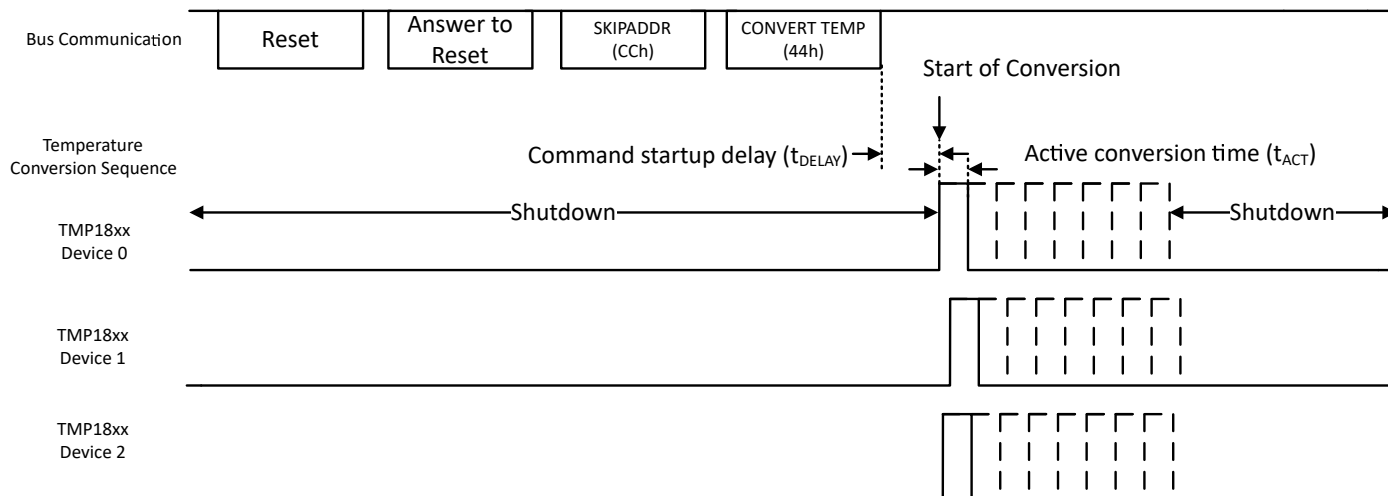 Bus Communication
Reset
Answer to
Reset
SKIPADDR
(CCh)
CONVERT TEMP
(44h)
Start of Conversion
Temperature
Conversion Sequence
Command startup delay (tDELAY)
Active conversion time (tACT)
Shutdown
Shutdown
TMP18xx
Device 0
TMP18xx
Device 1
TMP18xx
Device 2